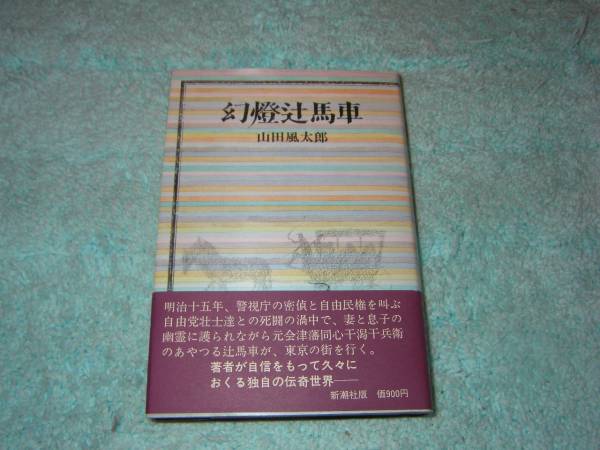 幻燈辻馬車
山田風太郎
明治十五年、警視庁の密偵と自由民権を叫ぶ
自由党壮士達との死闘の渦中で、妻と息子の
幽霊に護られながら元会津藩同心干潟干兵衛
のあやつる辻馬車が、東京の街を行く。
著者が自信をもって久々に
おくる独自の伝奇世界――
新潮社版 価900円